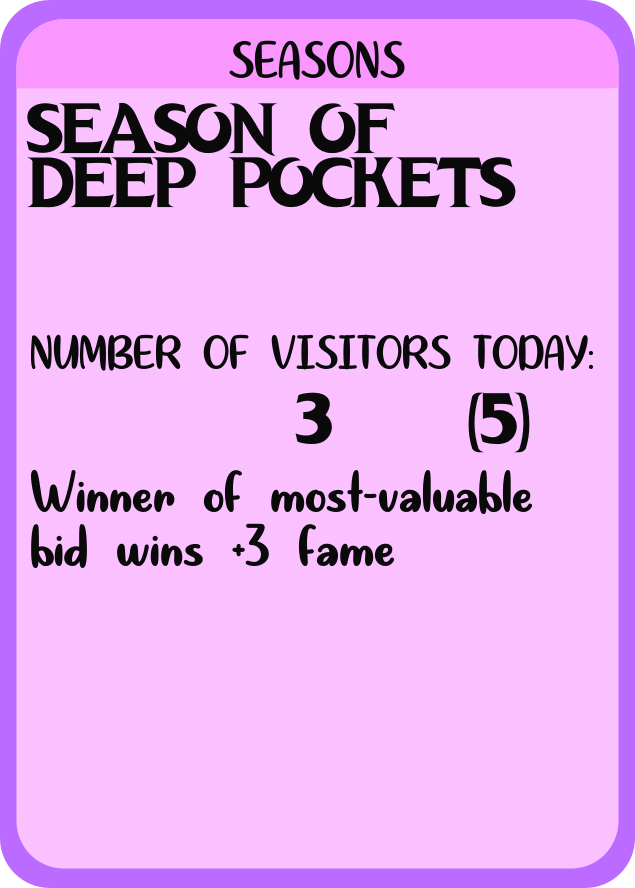 SEASONS
SEASON OF
DEEP POCKETS
NUMBER OF VISITORS TODAY:
3 (5)
Winner of most-valuable
bid wins +3 fame